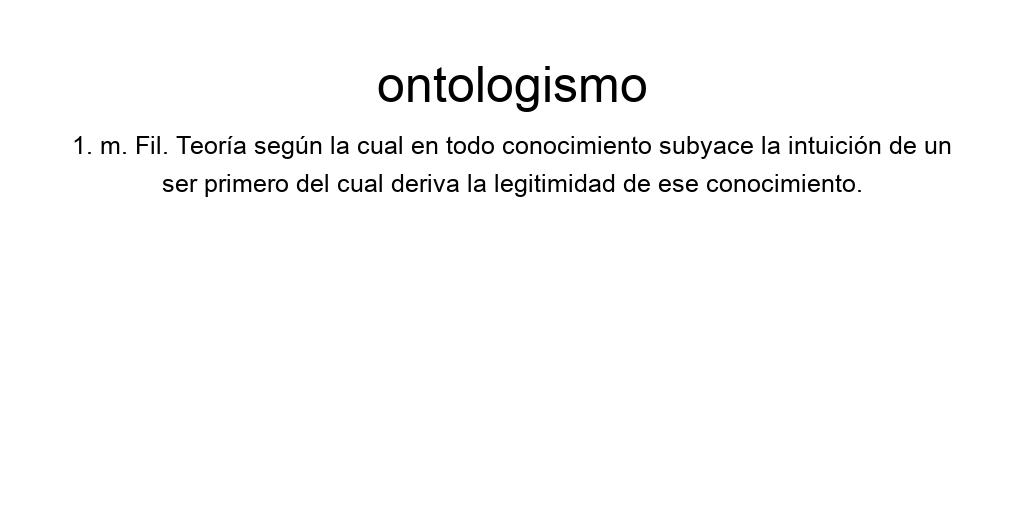 ontologismo
1. m. Fil. Teoría según la cual en todo conocimiento subyace la intuición de un
ser primero del cual deriva la legitimidad de ese conocimiento.